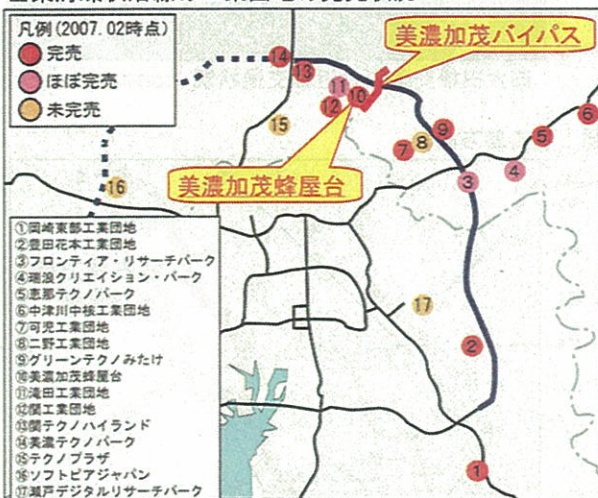 凡例(2007.02時点)
完売
ほぼ完売
未完売
美濃加茂バイパス
美濃加茂蜂屋台
14
13
11
10
12
15
16
7
8
9
3
4
5
6
17
2
1
①岡崎東部工業団地
②豊田花本工業団地
③フロンティア・リサーチパーク
④瑞浪クリエイション・パーク
⑤恵那テクノパーク
⑥中津川中核工業団地
⑦可児工業団地
⑧二野工業団地
⑨グリーンテクノみたけ
⑩美濃加茂蜂屋台
⑪滝田工業団地
⑫関工業団地
⑬関テクノハイランド
⑭美濃テクノパーク
⑮テクノプラザ
⑯ソフトピアジャパン
⑰瀬戸デジタルリサーチパーク